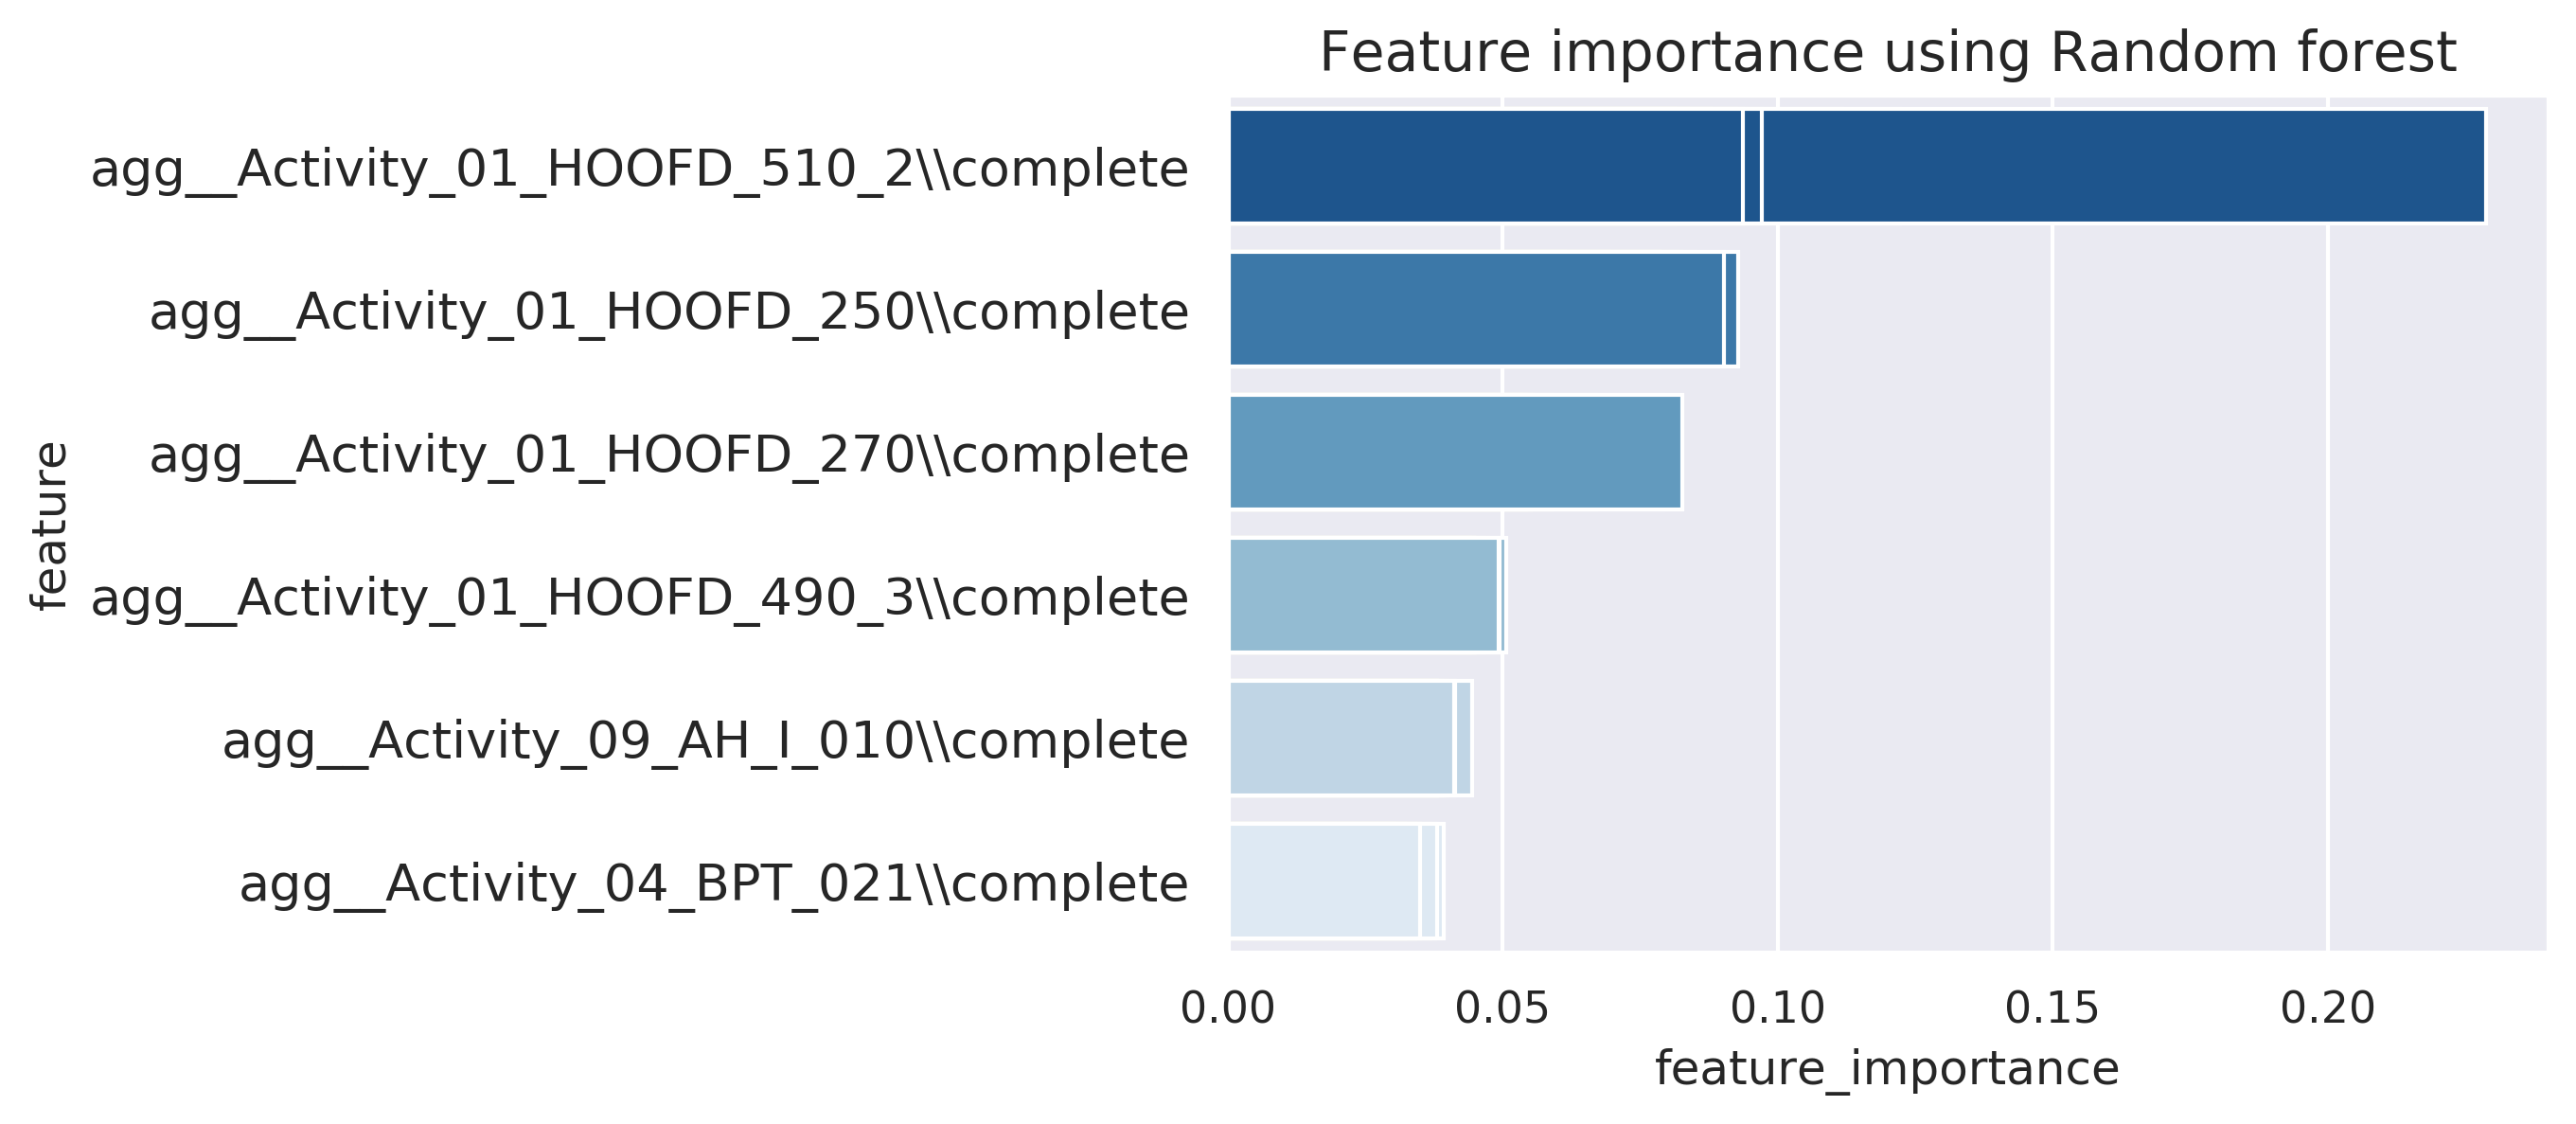 Feature importance using Random forest
agg__Activity_01_HOOFD_510_2\\complete
agg__Activity_01_HOOFD_250\\complete
agg__Activity_01_HOOFD_270\\complete
agg__Activity_01_HOOFD_490_3\\complete
agg__Activity_09_AH_I_010\\complete
agg__Activity_04_BPT_021\\complete
feature
0.00 0.05 0.10 0.15 0.20
feature_importance